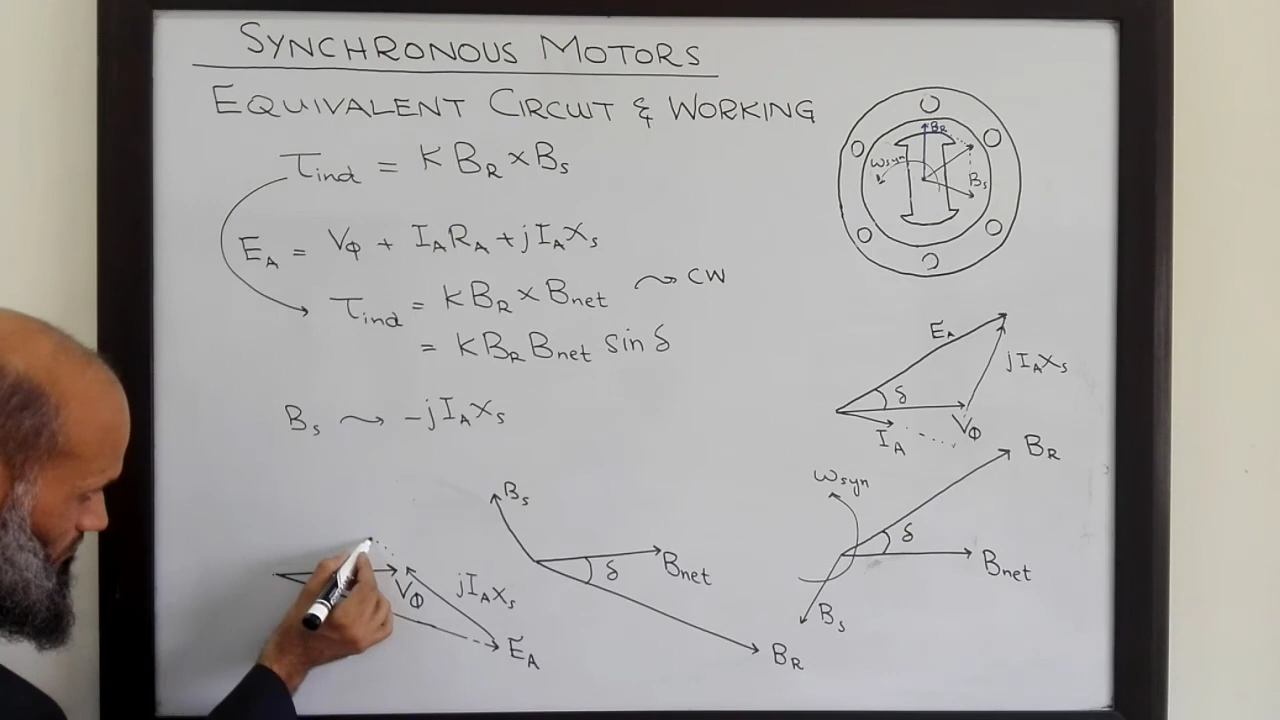 SYNCHRONOUS MOTORS
EQUIVALENT CIRCUIT & WORKING
τind = K BR × Bs
EA = VΦ + IARA + jIAXs
τind = K BR × Bnet ⤳ CW
= K BR Bnet sin δ
Bs ⤳ -jIAXs
BR
ωsyn
Bs
EA
δ
jIAXs
VΦ
IA
BR
ωsyn
δ
Bnet
Bs
Bs
δ
Bnet
BR
VΦ
jIAXs
EA